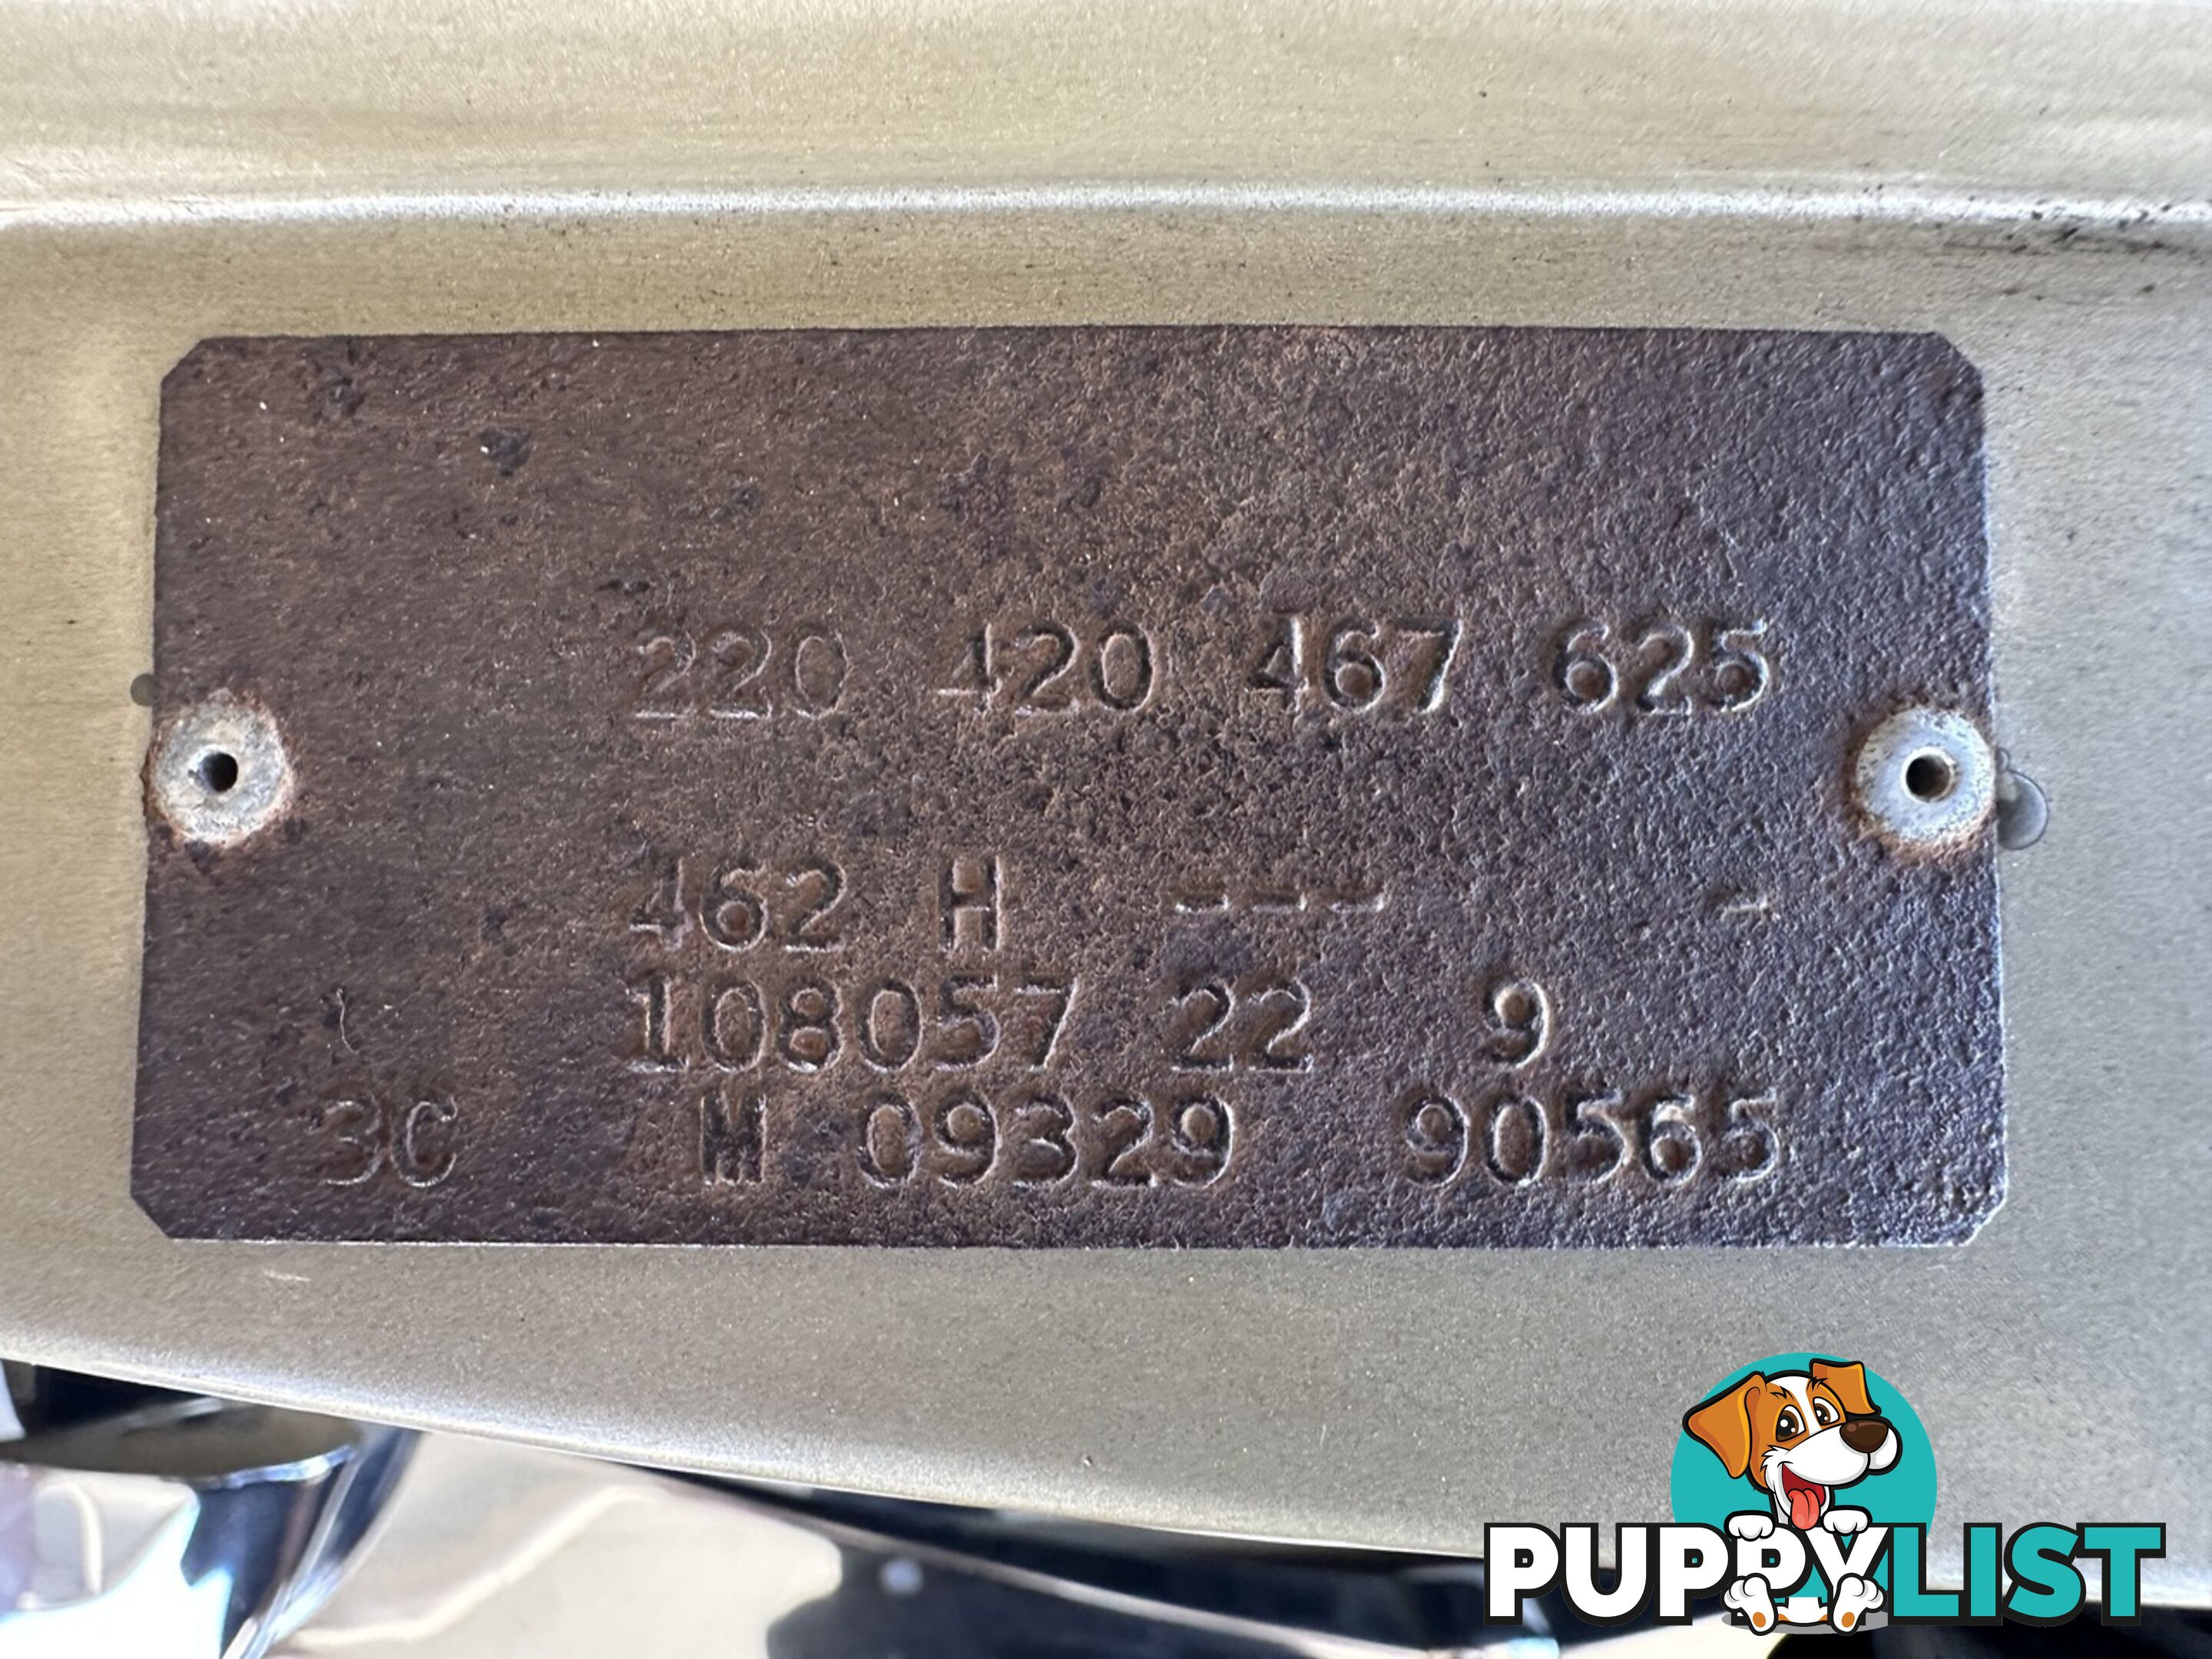 220 420 467 625
462 H --- -
108057 22 9
3C M 09329 90565
PUPPYLIST